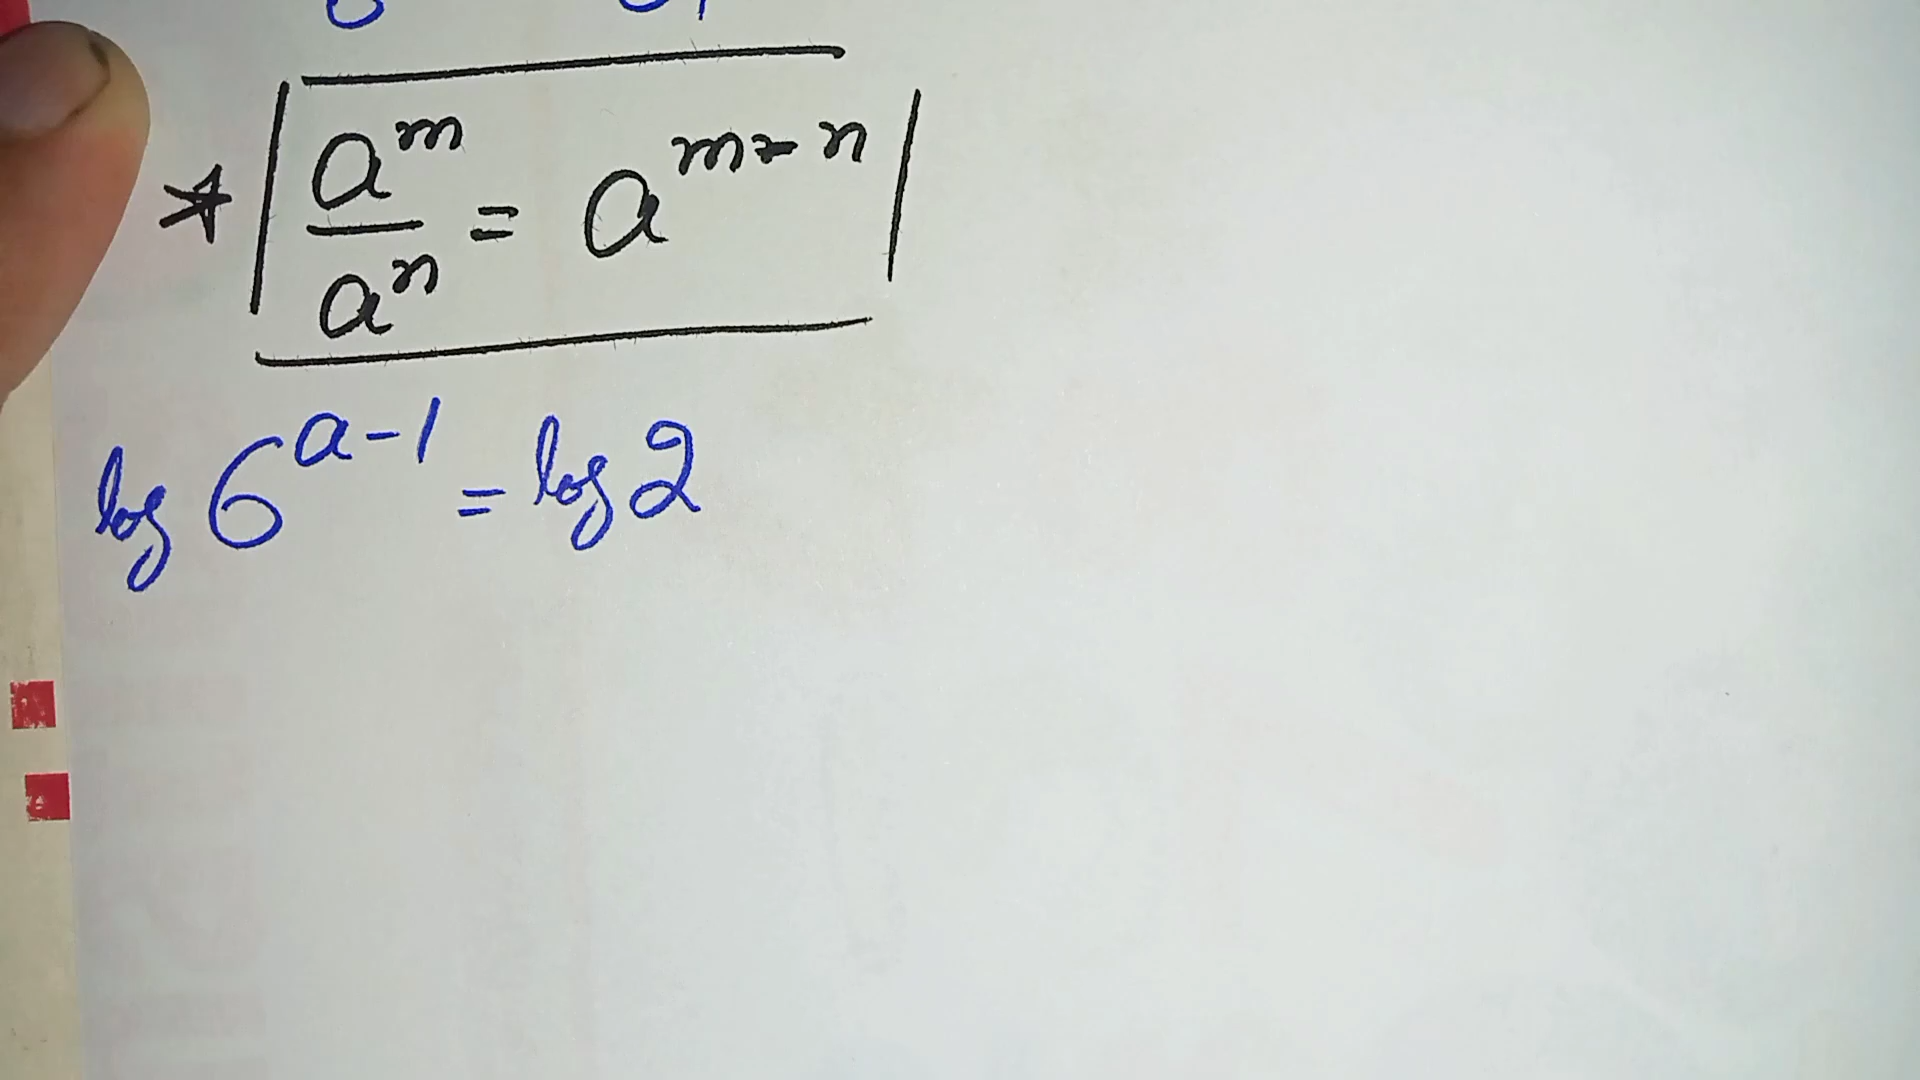 * a^m / a^n = a^(m-n)
log 6^(a-1) = log 2